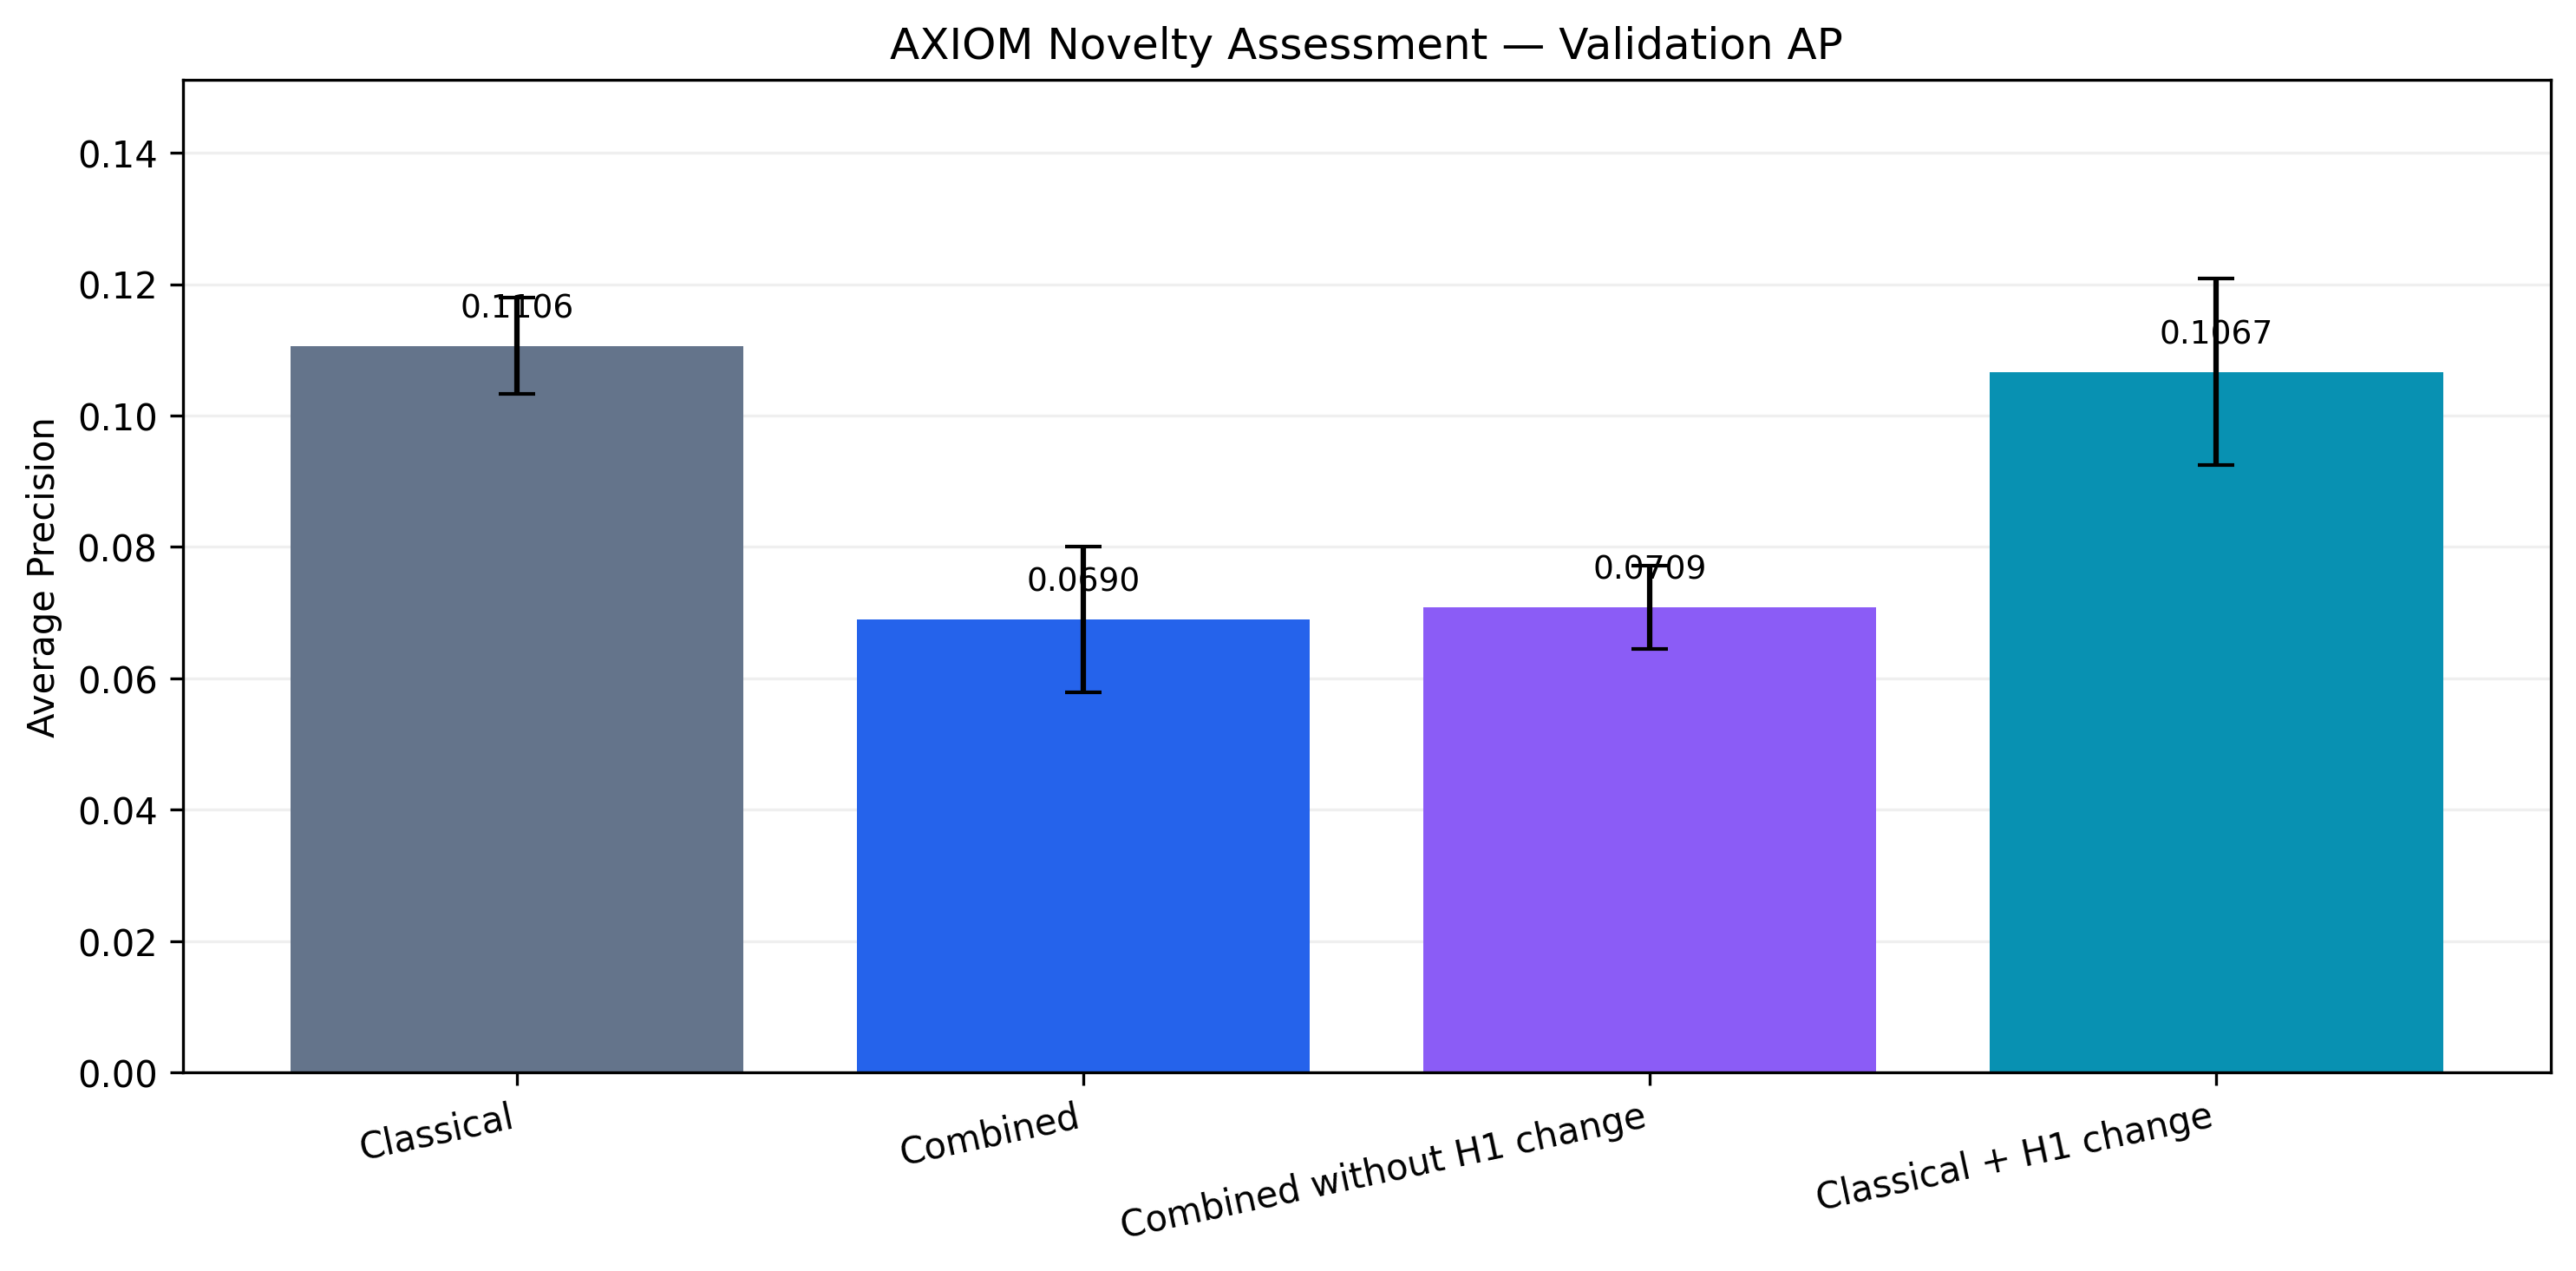 AXIOM Novelty Assessment — Validation AP
Average Precision
0.14
0.12
0.10
0.08
0.06
0.04
0.02
0.00
0.1106
0.0690
0.0709
0.1067
Classical
Combined
Combined without H1 change
Classical + H1 change